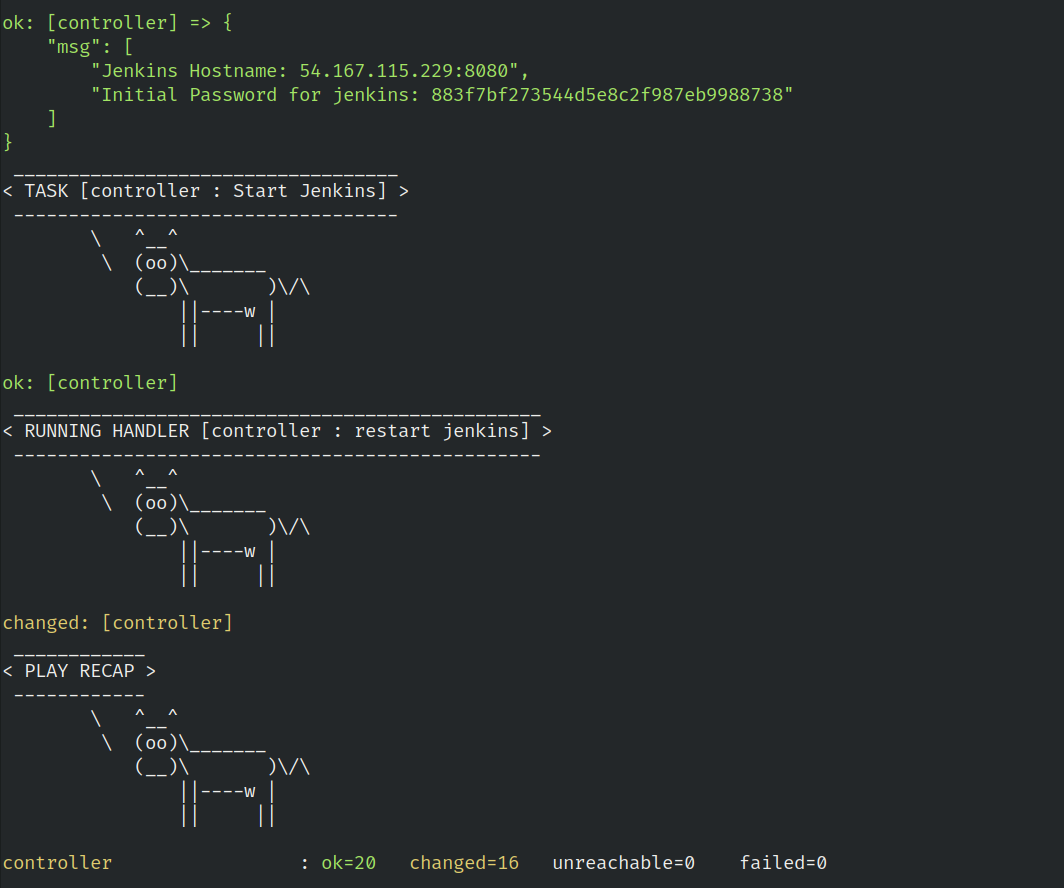 ok: [controller] => {
    "msg": [
        "Jenkins Hostname: 54.167.115.229:8080",
        "Initial Password for jenkins: 883f7bf273544d5e8c2f987eb9988738"
    ]
}
 ___________________________________
< TASK [controller : Start Jenkins] >
 -----------------------------------
        \   ^__^
         \  (oo)\_______
            (__)\       )\/\
                ||----w |
                ||     ||

ok: [controller]
 ________________________________________________
< RUNNING HANDLER [controller : restart jenkins] >
 ------------------------------------------------
        \   ^__^
         \  (oo)\_______
            (__)\       )\/\
                ||----w |
                ||     ||

changed: [controller]
 ____________
< PLAY RECAP >
 ------------
        \   ^__^
         \  (oo)\_______
            (__)\       )\/\
                ||----w |
                ||     ||

controller                 : ok=20   changed=16   unreachable=0    failed=0